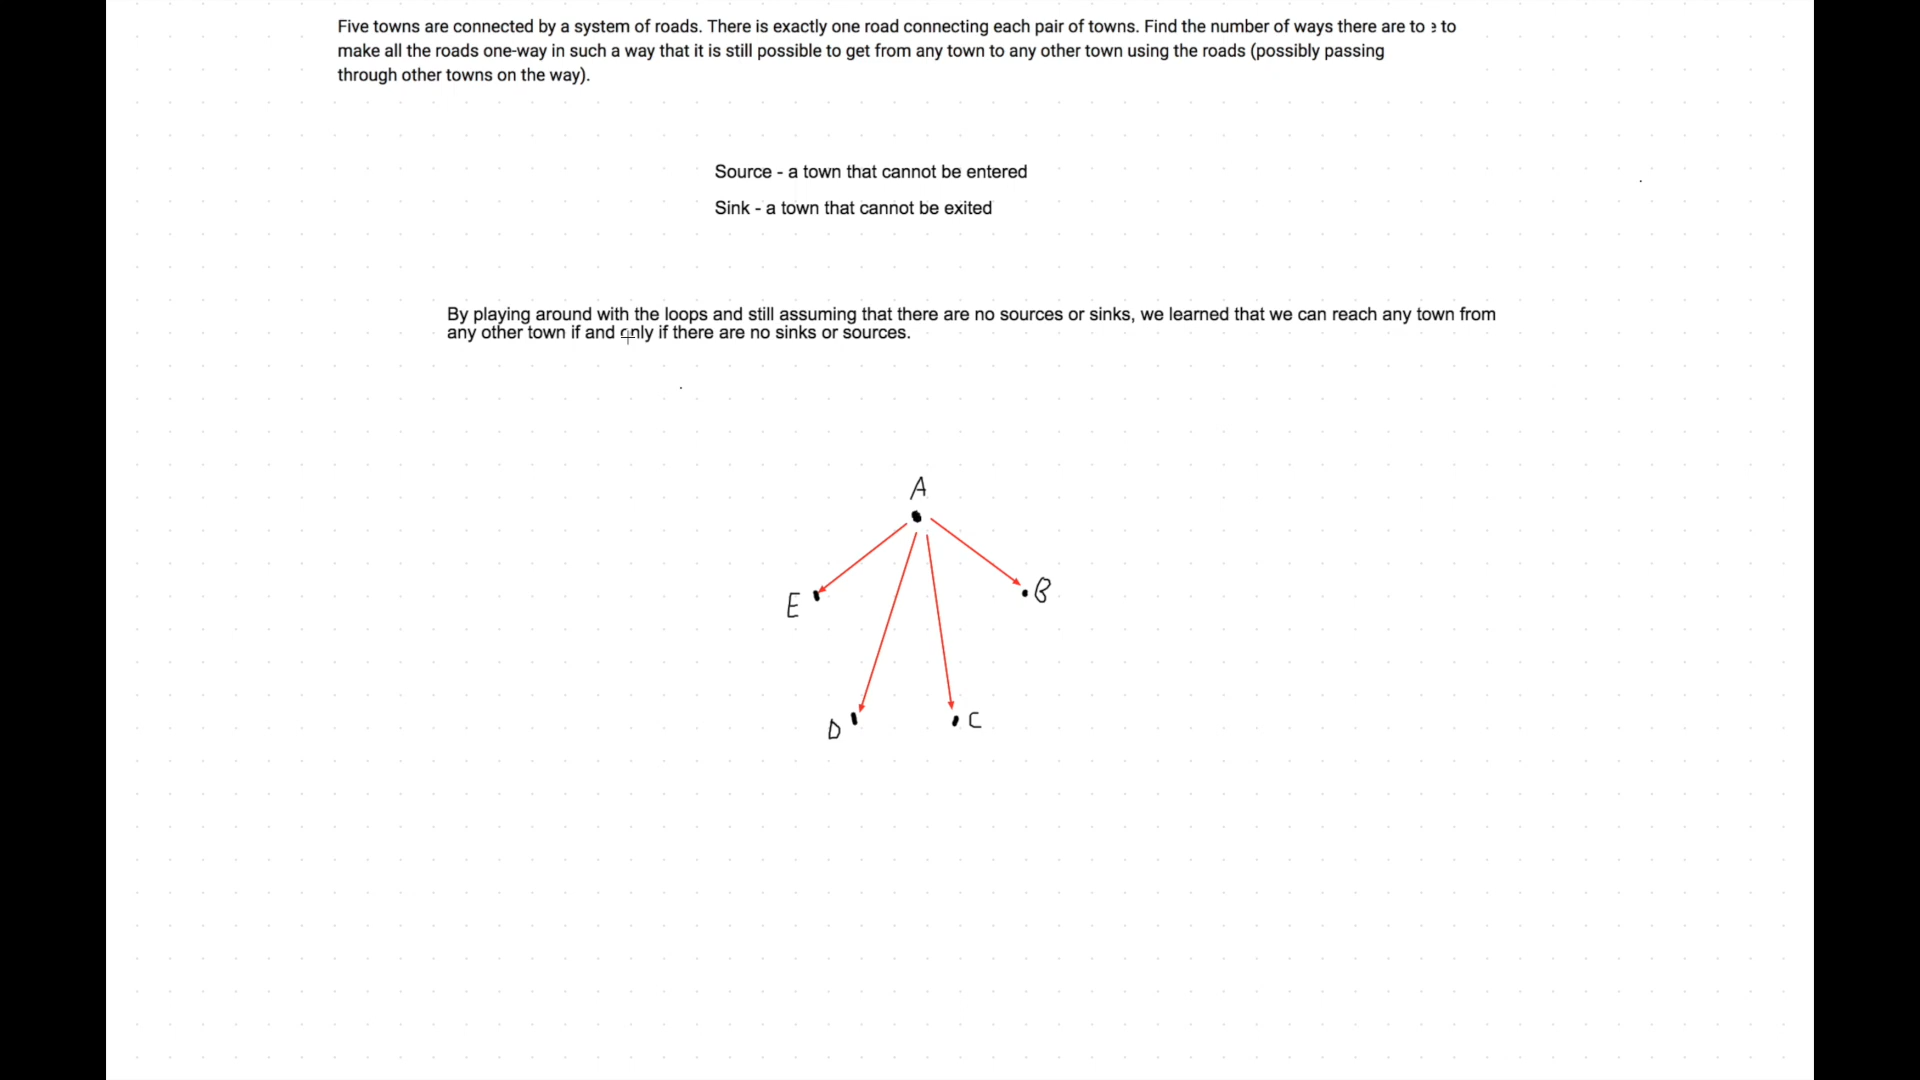 Five towns are connected by a system of roads. There is exactly one road connecting each pair of towns. Find the number of ways there are to e to
make all the roads one-way in such a way that it is still possible to get from any town to any other town using the roads (possibly passing
through other towns on the way).
Source - a town that cannot be entered
Sink - a town that cannot be exited
By playing around with the loops and still assuming that there are no sources or sinks, we learned that we can reach any town from
any other town if and only if there are no sinks or sources.
A
E
B
D
C